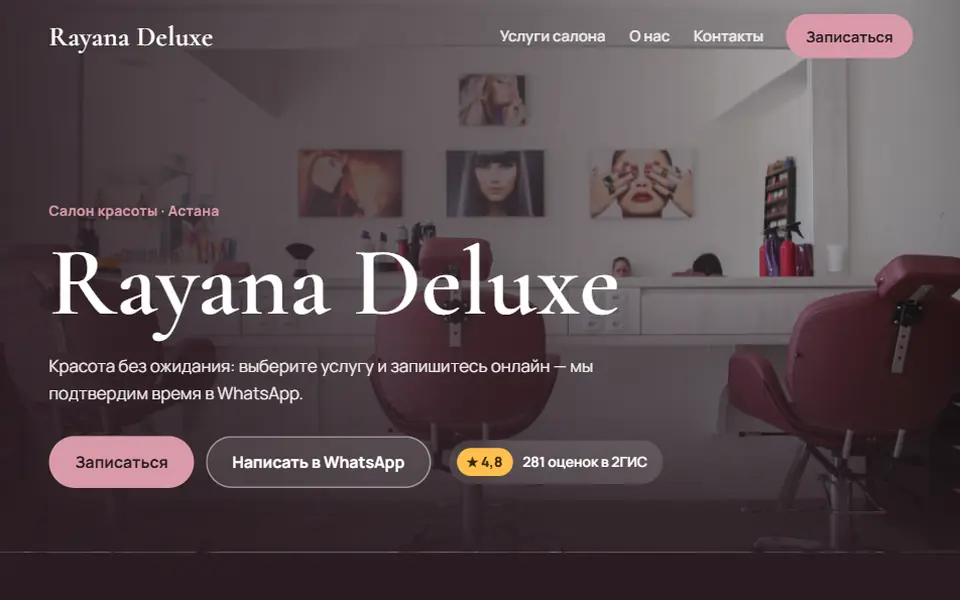 Rayana Deluxe
Услуги салона
О нас
Контакты
Записаться
Салон красоты · Астана
Rayana Deluxe
Красота без ожидания: выберите услугу и запишитесь онлайн — мы
подтвердим время в WhatsApp.
Записаться
Написать в WhatsApp
★ 4,8
281 оценок в 2ГИС